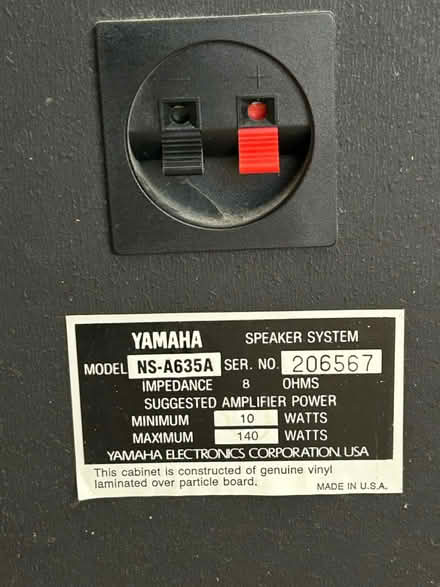 - +
YAMAHA SPEAKER SYSTEM
MODEL NS-A635A SER. NO. 206567
IMPEDANCE 8 OHMS
SUGGESTED AMPLIFIER POWER
MINIMUM 10 WATTS
MAXIMUM 140 WATTS
YAMAHA ELECTRONICS CORPORATION, USA
This cabinet is constructed of genuine vinyl
laminated over particle board.
MADE IN U.S.A.